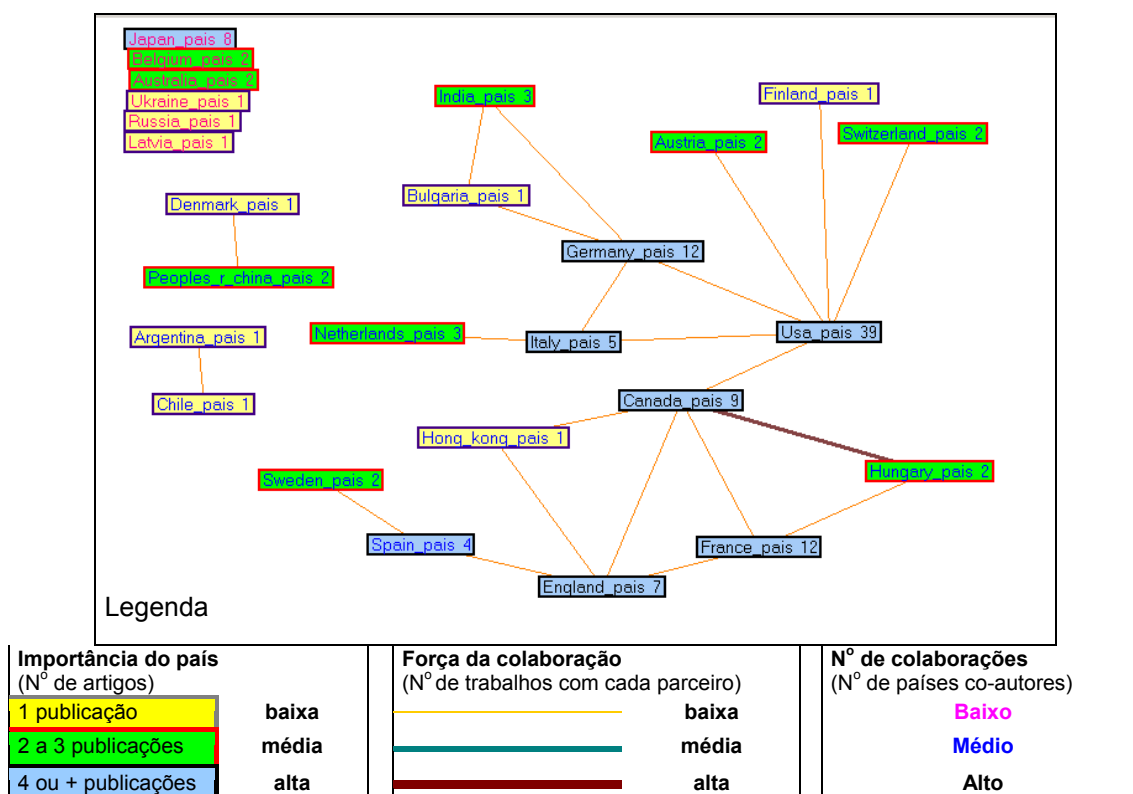 Japan_pais 8
Belgium_pais 2
Australia_pais 2
Ukraine_pais 1
Russia_pais 1
Latvia_pais 1
India_pais 3
Finland_pais 1
Austria_pais 2
Switzerland_pais 2
Bulgaria_pais 1
Denmark_pais 1
Germany_pais 12
Peoples_r_china_pais 2
Argentina_pais 1
Netherlands_pais 3
Italy_pais 5
Usa_pais 39
Chile_pais 1
Canada_pais 9
Hong_kong_pais 1
Sweden_pais 2
Hungary_pais 2
Spain_pais 4
France_pais 12
England_pais 7
Legenda
Importância do país
(Nº de artigos)
1 publicação baixa
2 a 3 publicações média
4 ou + publicações alta
Força da colaboração
(Nº de trabalhos com cada parceiro)
baixa
média
alta
Nº de colaborações
(Nº de países co-autores)
Baixo
Médio
Alto